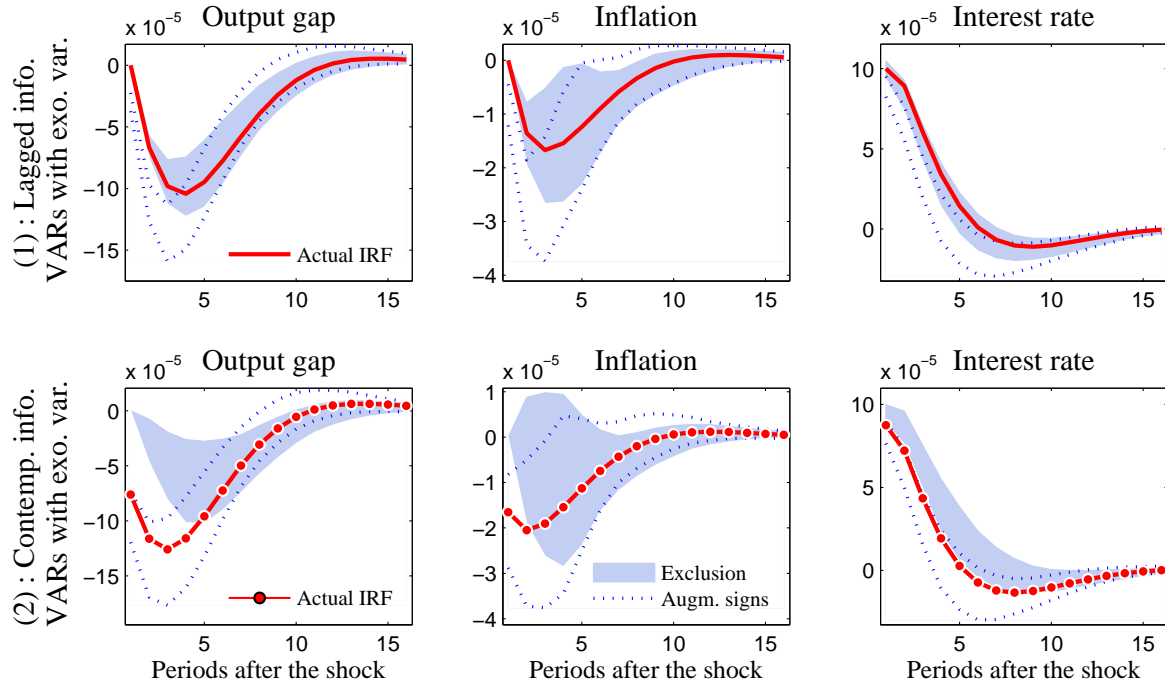 Output gap
Inflation
Interest rate
x 10⁻⁵
x 10⁻⁵
x 10⁻⁵
(1) : Lagged info.
VARs with exo. var.
0
−5
−10
−15
0
−1
−2
−3
−4
10
5
0
Actual IRF
5 10 15
5 10 15
5 10 15
Output gap
Inflation
Interest rate
x 10⁻⁵
x 10⁻⁵
x 10⁻⁵
(2) : Contemp. info.
VARs with exo. var.
0
−5
−10
−15
1
0
−1
−2
−3
−4
10
5
0
Actual IRF
Exclusion
Augm. signs
5 10 15
5 10 15
5 10 15
Periods after the shock
Periods after the shock
Periods after the shock